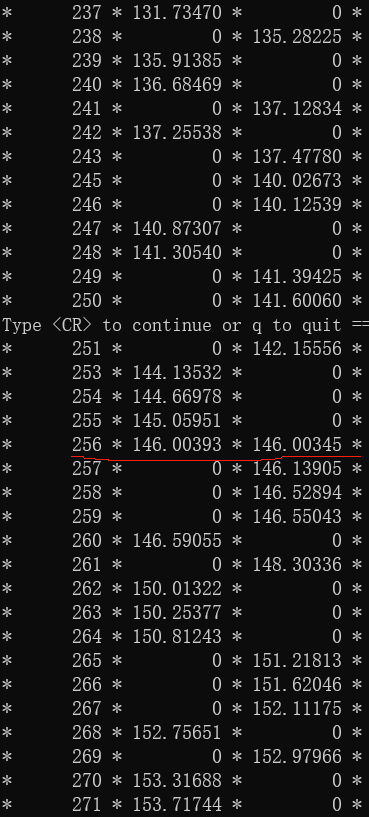 * 237 * 131.73470 * 0 *
* 238 * 0 * 135.28225 *
* 239 * 135.91385 * 0 *
* 240 * 136.68469 * 0 *
* 241 * 0 * 137.12834 *
* 242 * 137.25538 * 0 *
* 243 * 0 * 137.47780 *
* 245 * 0 * 140.02673 *
* 246 * 0 * 140.12539 *
* 247 * 140.87307 * 0 *
* 248 * 141.30540 * 0 *
* 249 * 0 * 141.39425 *
* 250 * 0 * 141.60060 *
Type <CR> to continue or q to quit ==
* 251 * 0 * 142.15556 *
* 253 * 144.13532 * 0 *
* 254 * 144.66978 * 0 *
* 255 * 145.05951 * 0 *
* 256 * 146.00393 * 146.00345 *
* 257 * 0 * 146.13905 *
* 258 * 0 * 146.52894 *
* 259 * 0 * 146.55043 *
* 260 * 146.59055 * 0 *
* 261 * 0 * 148.30336 *
* 262 * 150.01322 * 0 *
* 263 * 150.25377 * 0 *
* 264 * 150.81243 * 0 *
* 265 * 0 * 151.21813 *
* 266 * 0 * 151.62046 *
* 267 * 0 * 152.11175 *
* 268 * 152.75651 * 0 *
* 269 * 0 * 152.97966 *
* 270 * 153.31688 * 0 *
* 271 * 153.71744 * 0 *